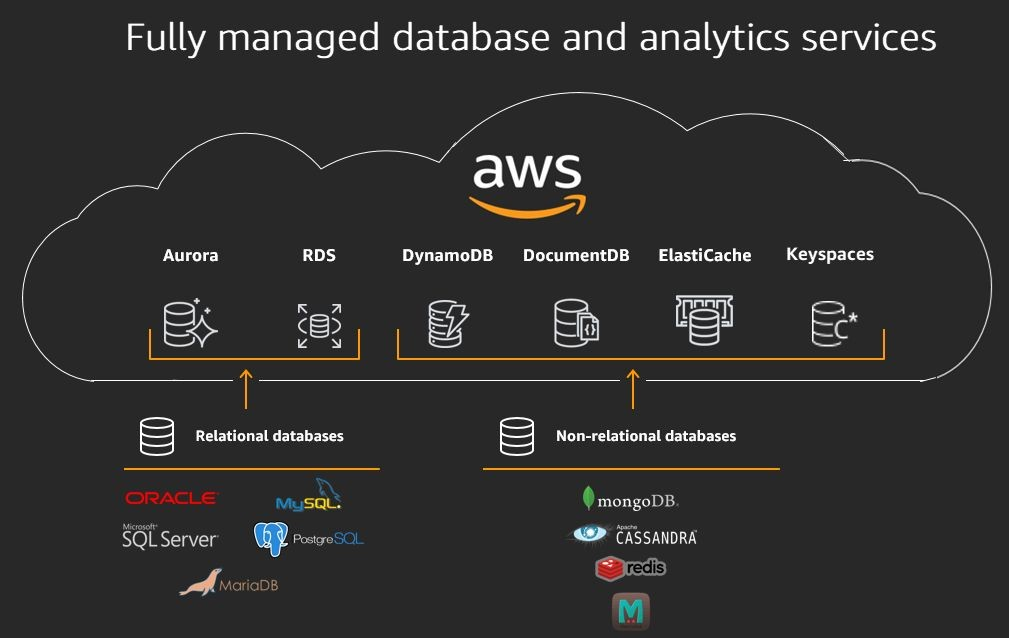 Fully managed database and analytics services
aws
Aurora
RDS
DynamoDB
DocumentDB
ElastiCache
Keyspaces
C*
Relational databases
Non-relational databases
ORACLE
MySQL
Microsoft
SQL Server
PostgreSQL
MariaDB
mongoDB
Apache
CASSANDRA
redis
M